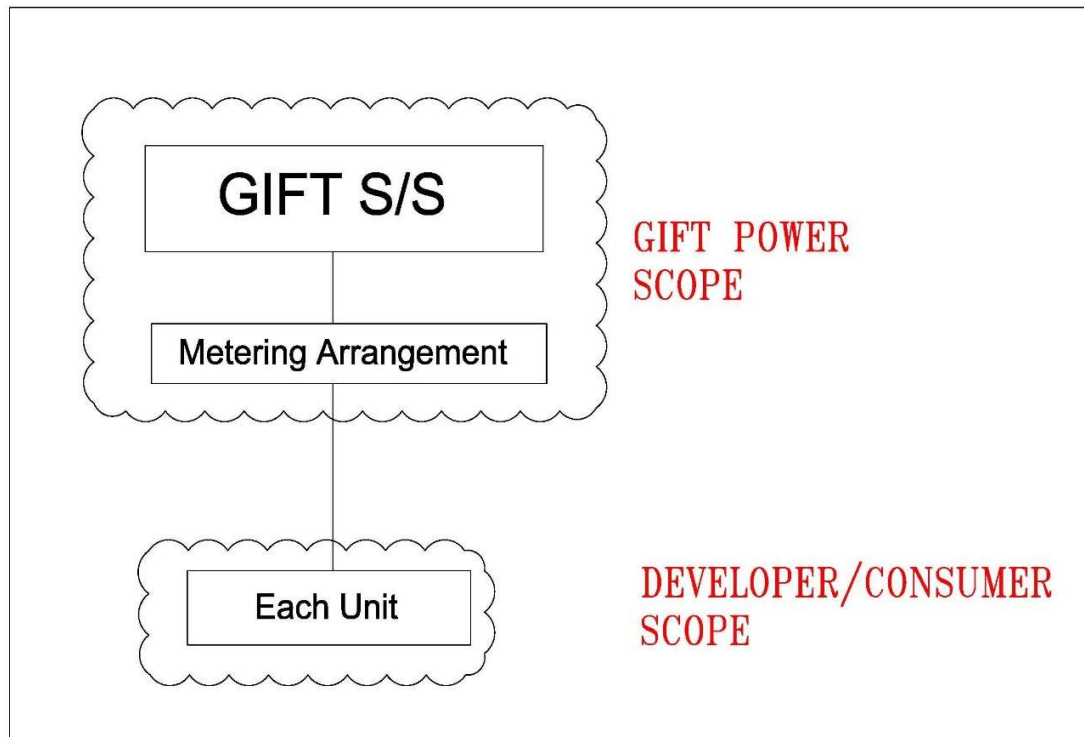 GIFT S/S
GIFT POWER
SCOPE
Metering Arrangement
Each Unit
DEVELOPER/CONSUMER
SCOPE